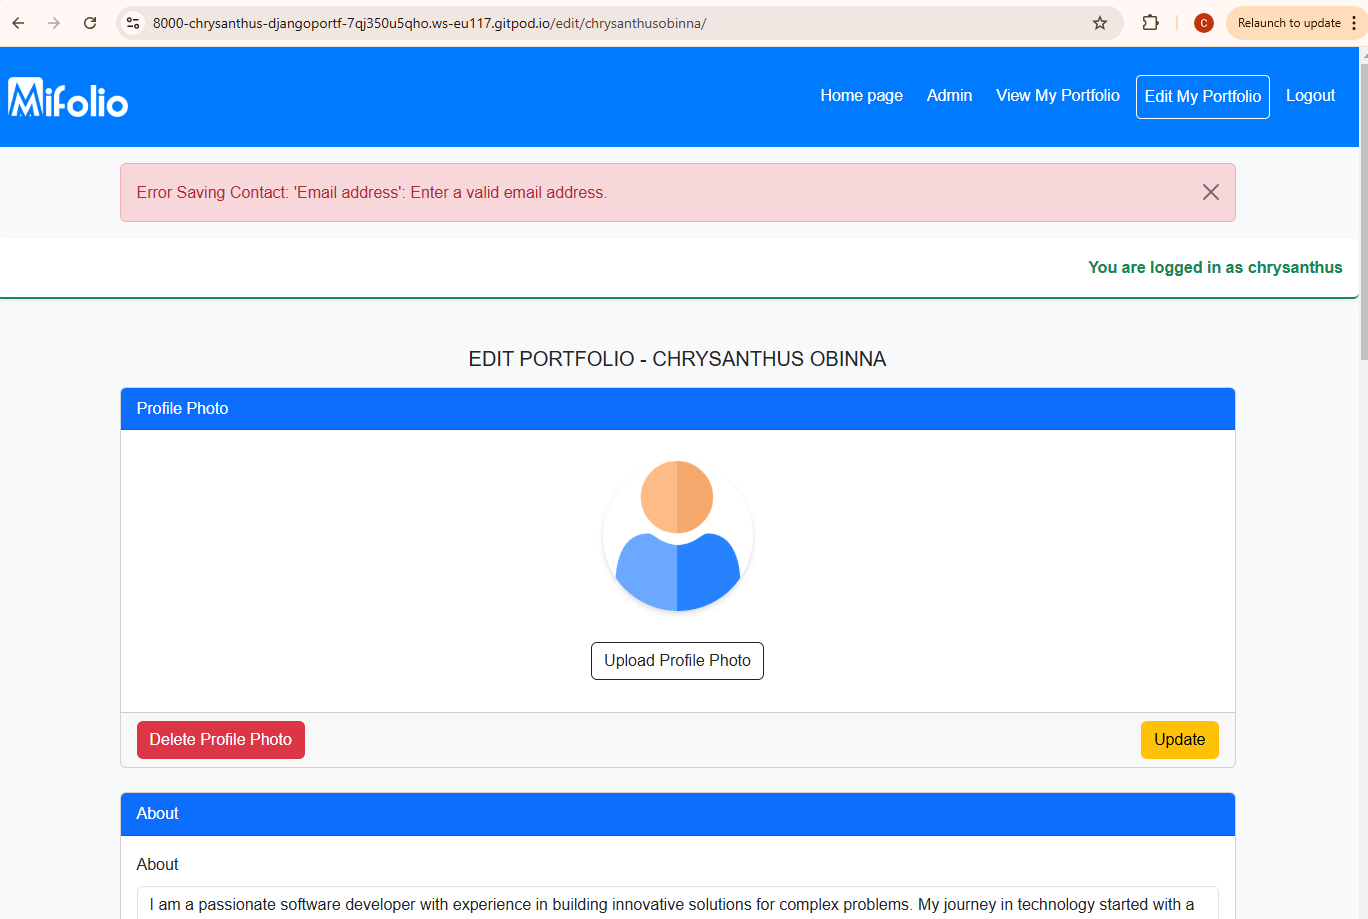 8000-chrysanthus-djangoportf-7qj350u5qho.ws-eu117.gitpod.io/edit/chrysanthusobinna/
C
Relaunch to update
Mifolio
Home page
Admin
View My Portfolio
Edit My Portfolio
Logout
Error Saving Contact: 'Email address': Enter a valid email address.
You are logged in as chrysanthus
EDIT PORTFOLIO - CHRYSANTHUS OBINNA
Profile Photo
Upload Profile Photo
Delete Profile Photo
Update
About
About
I am a passionate software developer with experience in building innovative solutions for complex problems. My journey in technology started with a